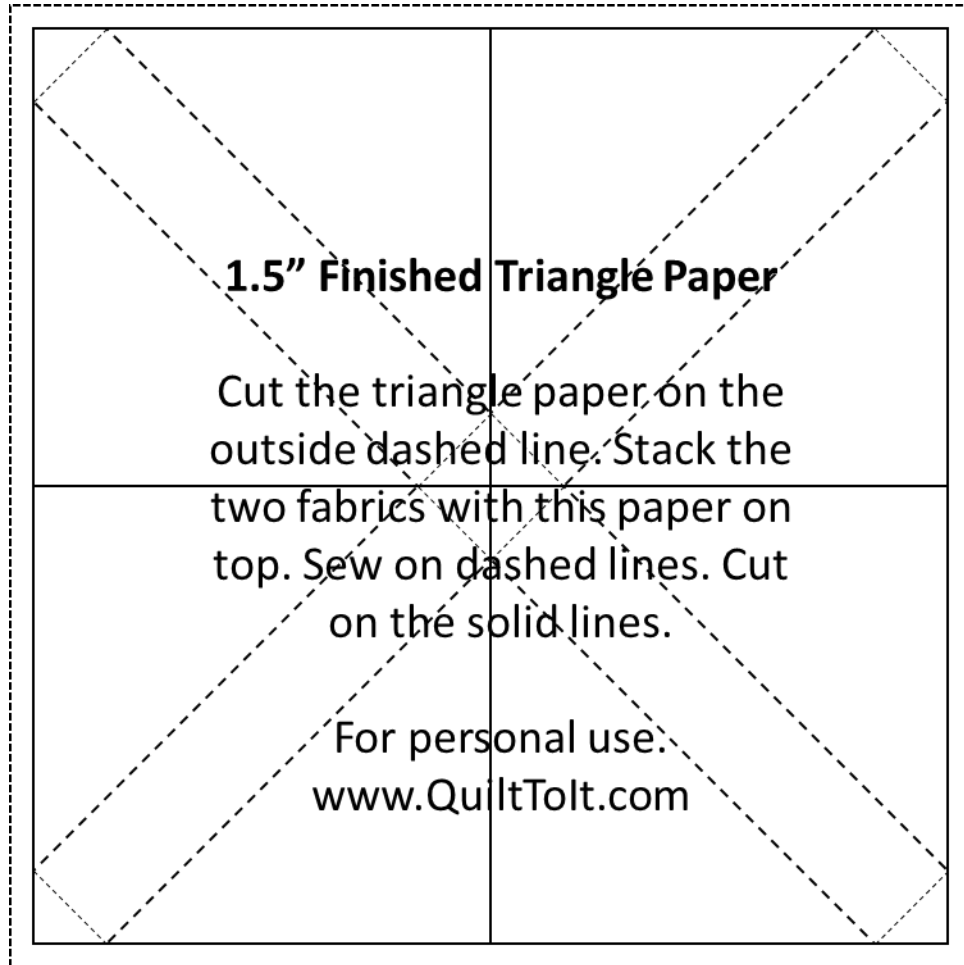 1.5” Finished Triangle Paper
Cut the triangle paper on the
outside dashed line. Stack the
two fabrics with this paper on
top. Sew on dashed lines. Cut
on the solid lines.
For personal use.
www.QuiltToIt.com